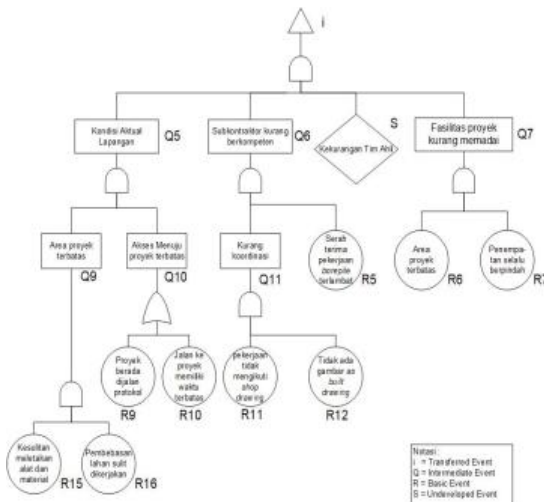 i
Kondisi Aktual
Lapangan
Q5
Subkontraktor kurang
berkompeten
Q6
S
Kekurangan Tim Ahli
Fasilitas proyek
kurang memadai
Q7
Area proyek
terbatas
Q9
Akses Menuju
proyek terbatas
Q10
Kurang
koordinasi
Q11
Serah
terima
pekerjaan
borepile
terlambat
R5
Area
proyek
terbatas
R6
Penempa-
tan selalu
berpindah
R7
Proyek
berada
dijalan
protokol
R9
Jalan ke
proyek
memiliki
waktu
terbatas
R10
pekerjaan
tidak
mengikuti
shop
drawing
R11
Tidak ada
gambar as
built
drawing
R12
Kesulitan
meletakan
alat dan
material
R15
Pembebasan
lahan sulit
dikerjakan
R16
Notasi:
i = Transferred Event
Q = Intermediate Event
R = Basic Event
S = Undeveloped Event